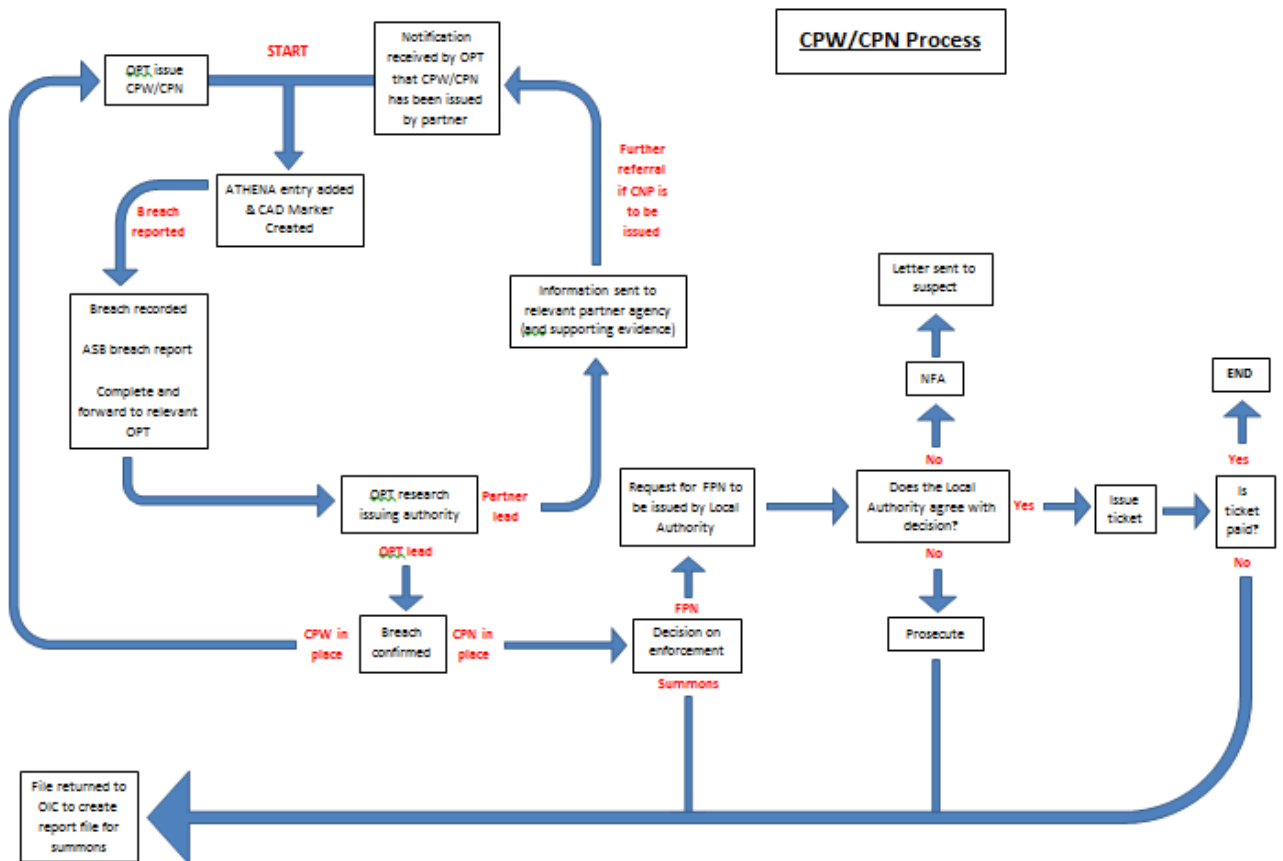 CPW/CPN Process
START
OPT issue
CPW/CPN
Notification
received by OPT
that CPW/CPN
has been issued
by partner
ATHENA entry added
& CAD Marker
Created
Breach
reported
Further
referral
if CNP is
to be
issued
Breach recorded
ASB breach report
Complete and
forward to relevant
OPT
Information sent to
relevant partner agency
(and supporting evidence)
Letter sent to
suspect
NFA
END
No
Yes
OPT research
issuing authority
Partner
lead
Request for FPN to
be issued by Local
Authority
Does the Local
Authority agree with
decision?
Yes
Issue
ticket
Is
ticket
paid?
OPT lead
No
No
FPN
CPW in
place
Breach
confirmed
CPN in
place
Decision on
enforcement
Prosecute
Summons
File returned to
OIC to create
report file for
summons